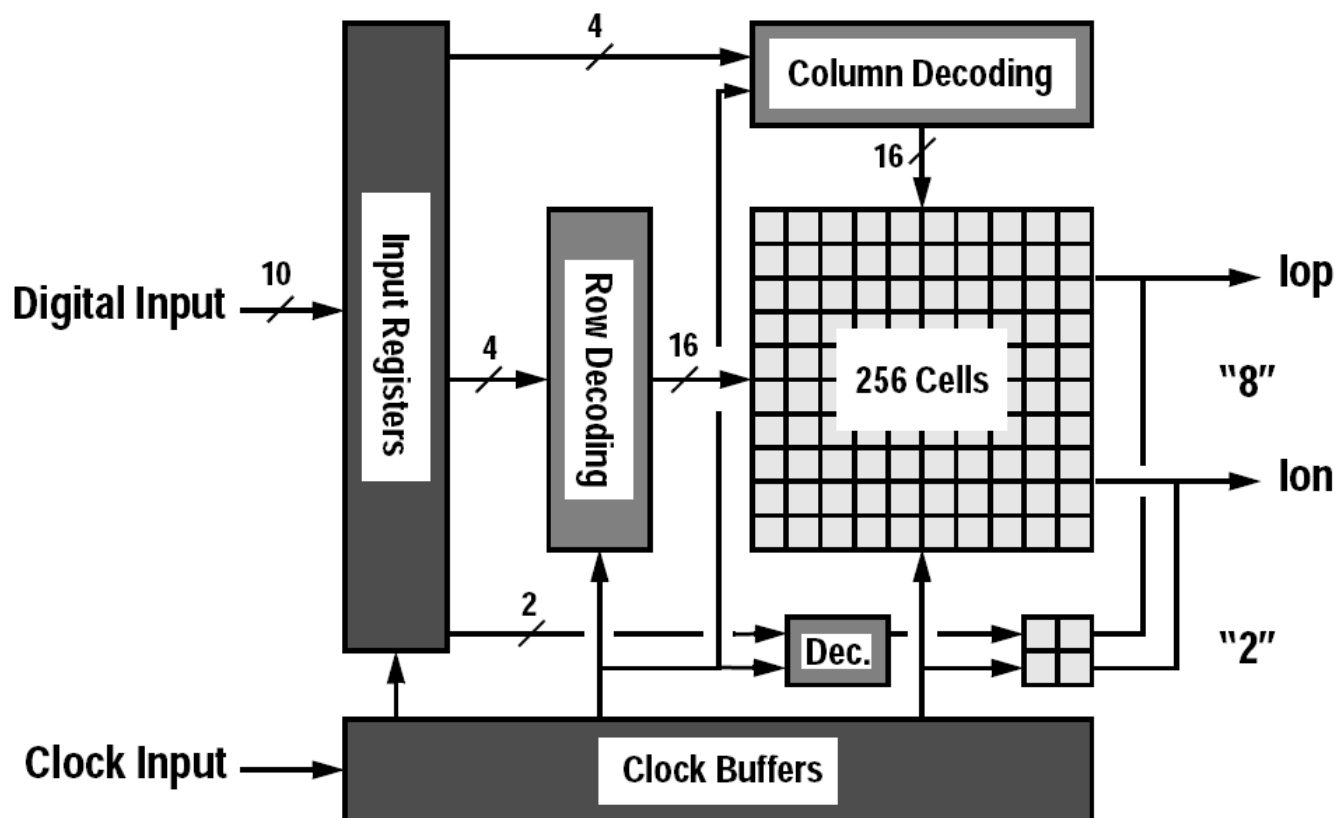 4
Column Decoding
16
Input Registers
Row Decoding
10
Digital Input
4
16
256 Cells
Iop
"8"
Ion
2
Dec.
"2"
Clock Input
Clock Buffers